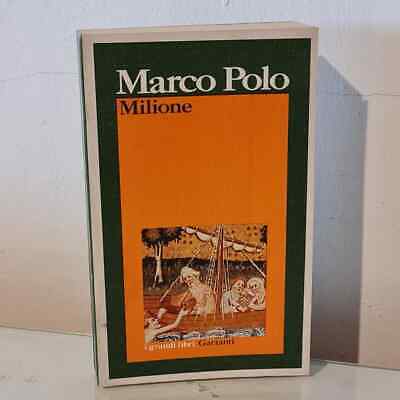 Marco Polo
Milione
i grandi libri Garzanti